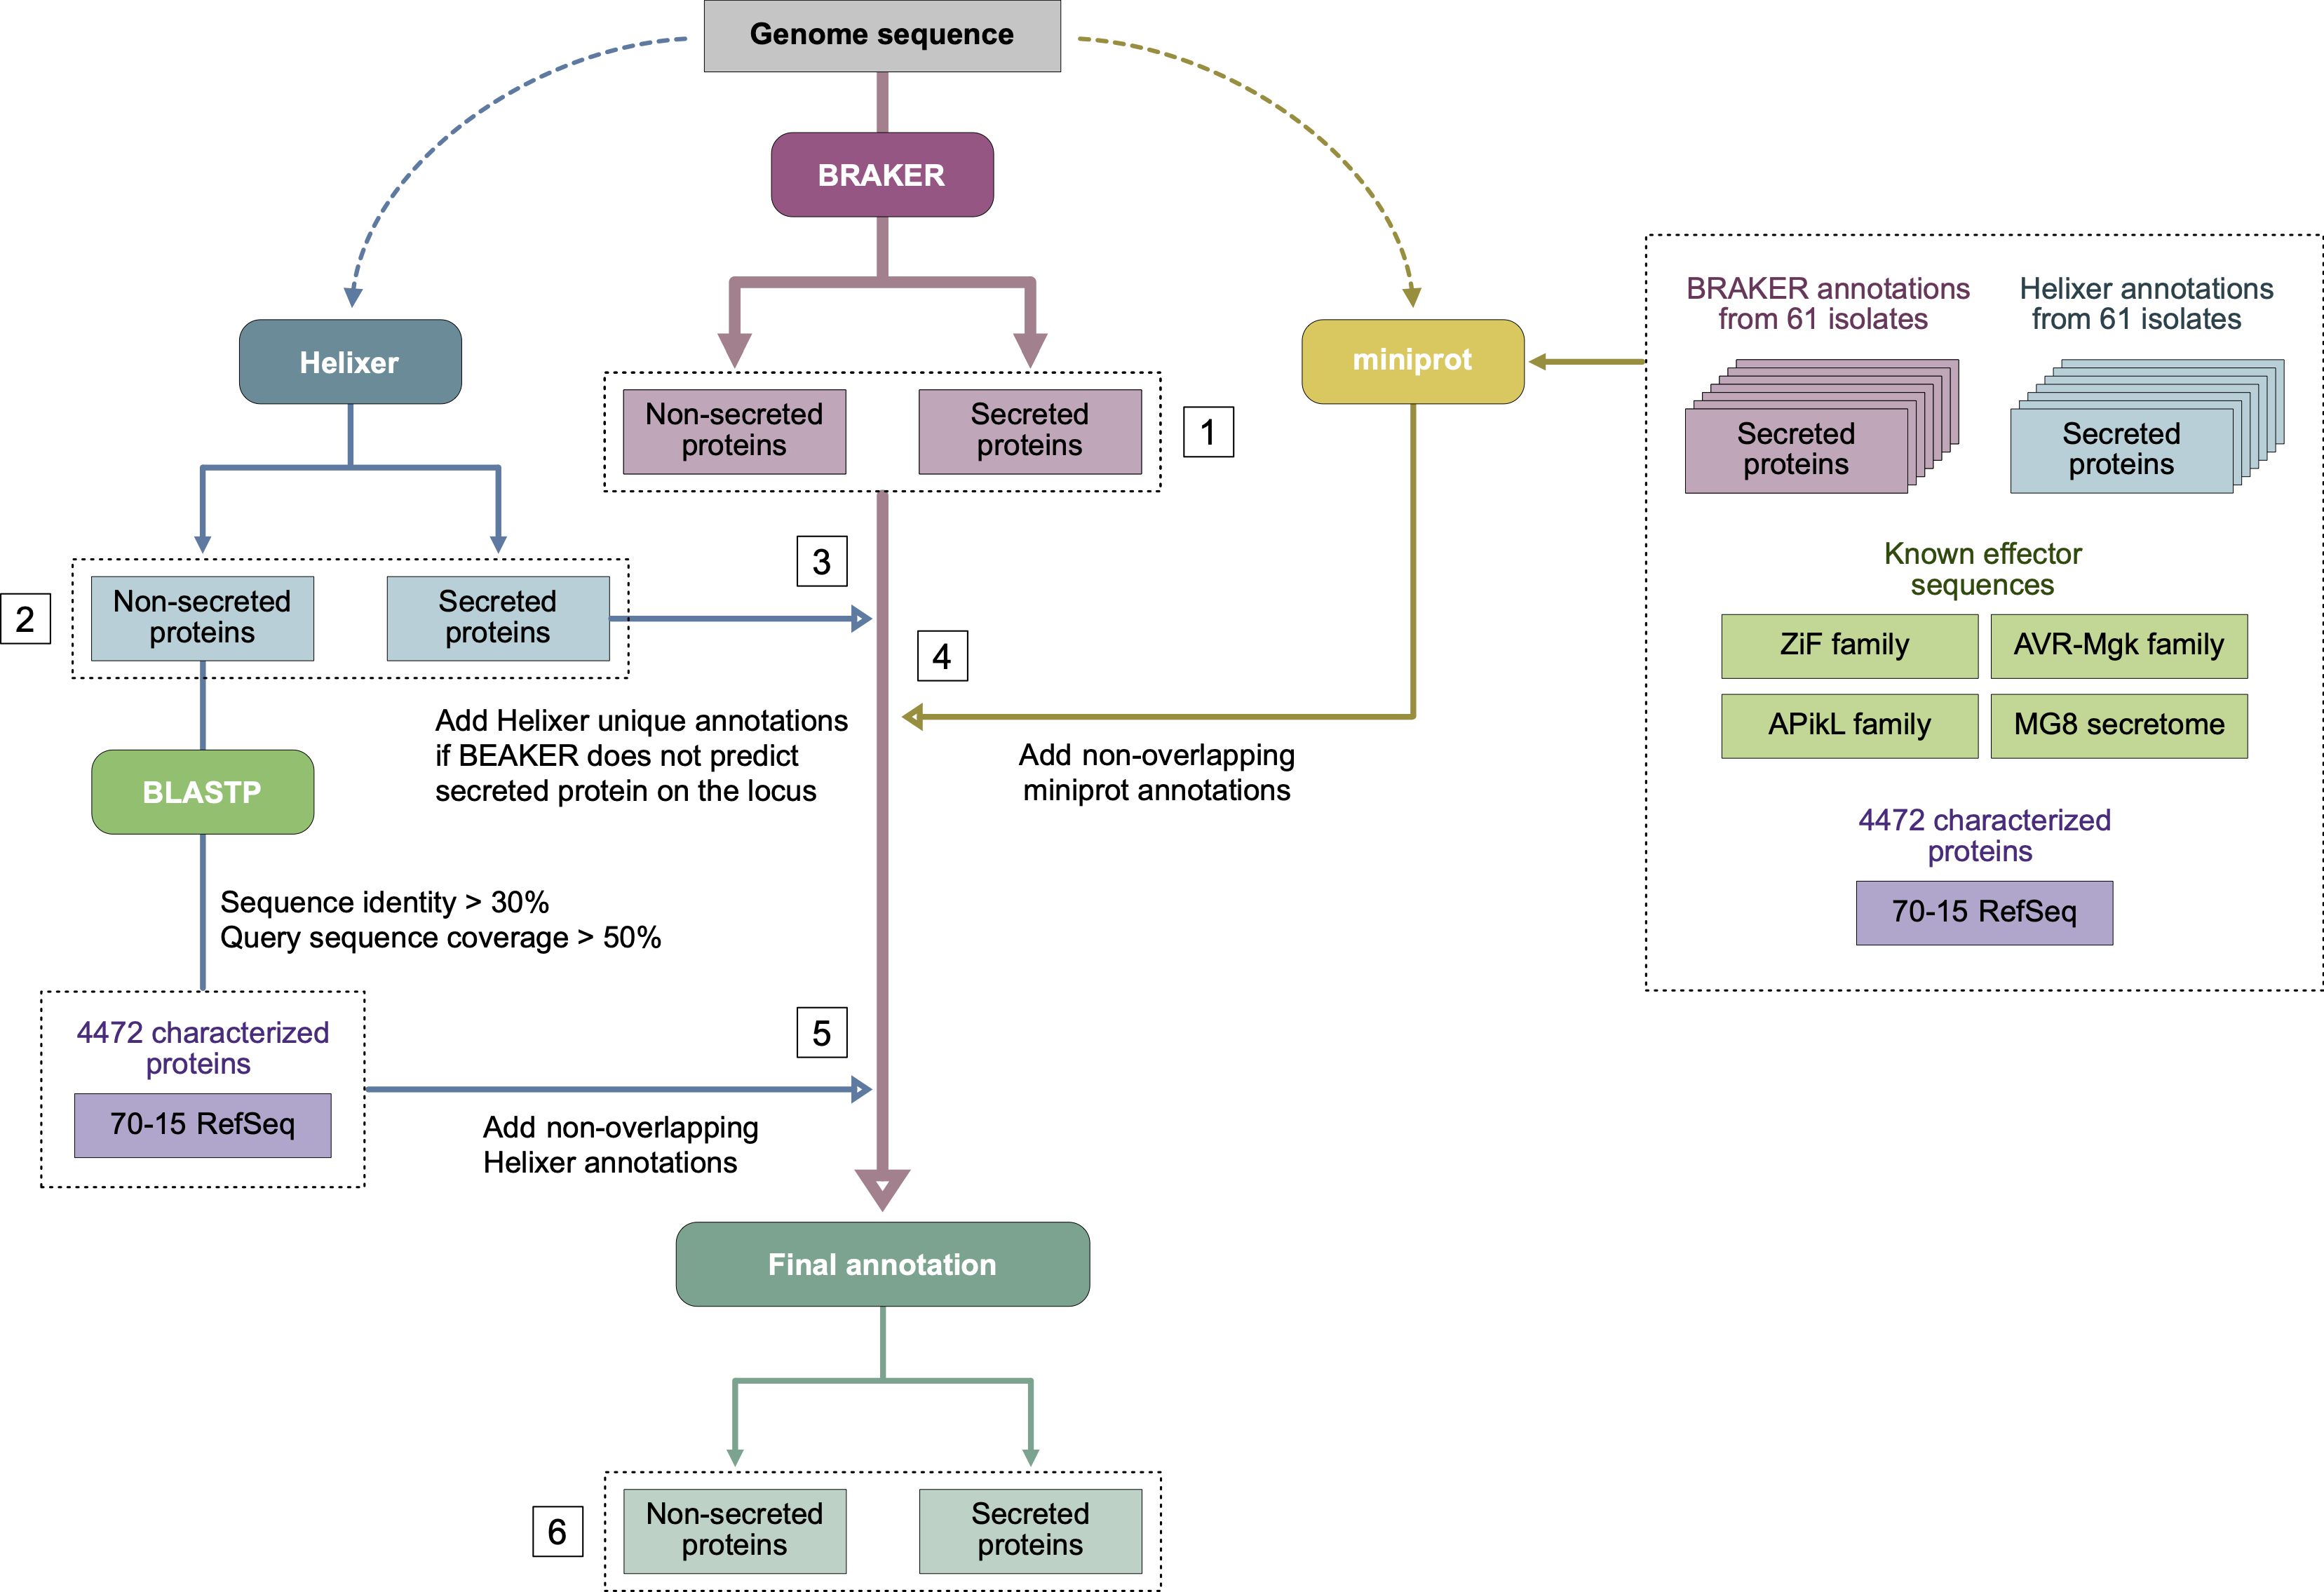 Genome sequence
BRAKER
Helixer
miniprot
Non-secreted
proteins
Secreted
proteins
1
BRAKER annotations
from 61 isolates
Helixer annotations
from 61 isolates
Secreted
proteins
Secreted
proteins
Known effector
sequences
ZiF family
AVR-Mgk family
APikL family
MG8 secretome
4472 characterized
proteins
70-15 RefSeq
2
Non-secreted
proteins
Secreted
proteins
3
Add Helixer unique annotations
if BEAKER does not predict
secreted protein on the locus
4
Add non-overlapping
miniprot annotations
BLASTP
Sequence identity > 30%
Query sequence coverage > 50%
4472 characterized
proteins
70-15 RefSeq
5
Add non-overlapping
Helixer annotations
Final annotation
6
Non-secreted
proteins
Secreted
proteins